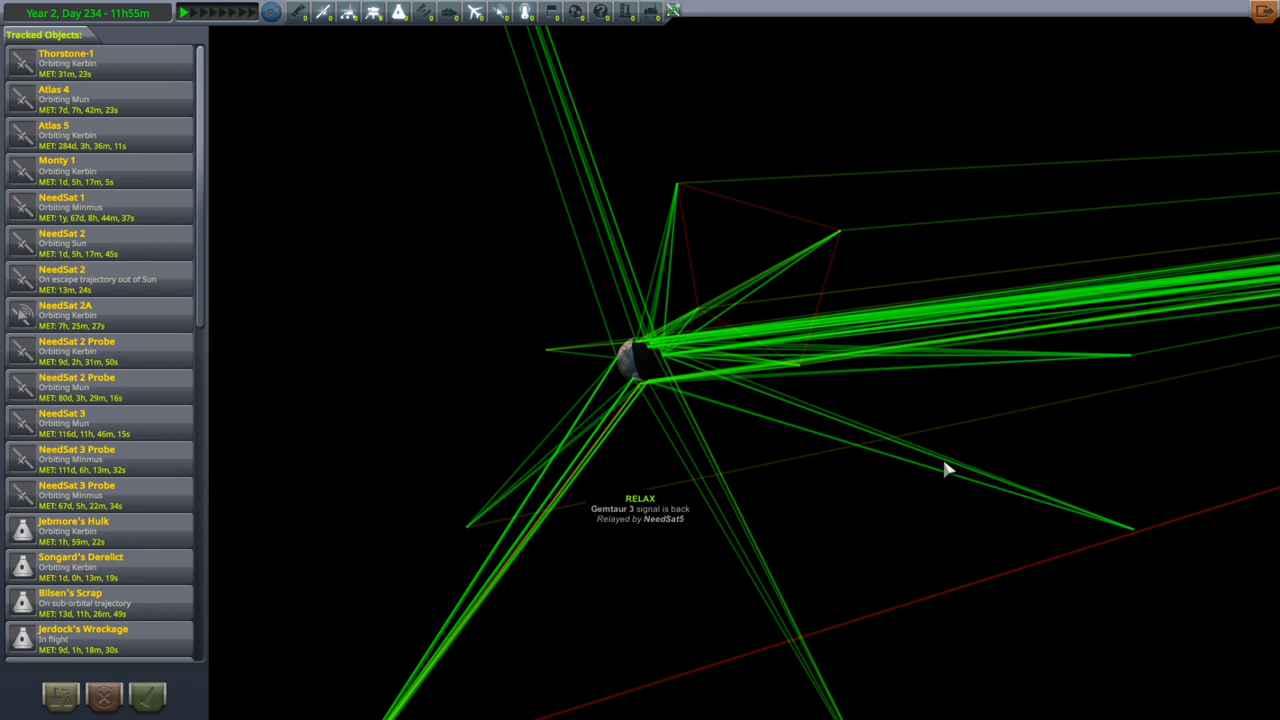 Year 2, Day 234 - 11h55m
Tracked Objects:
Thorstone-1
Orbiting Kerbin
MET: 31m, 23s
Atlas 4
Orbiting Mun
MET: 7d, 7h, 42m, 23s
Atlas 5
Orbiting Kerbin
MET: 284d, 3h, 36m, 11s
Monty 1
Orbiting Kerbin
MET: 1d, 5h, 17m, 5s
NeedSat 1
Orbiting Minmus
MET: 1y, 67d, 8h, 44m, 37s
NeedSat 2
Orbiting Sun
MET: 1d, 5h, 17m, 45s
NeedSat 2
On escape trajectory out of Sun
MET: 13m, 24s
NeedSat 2A
Orbiting Kerbin
MET: 7h, 25m, 27s
NeedSat 2 Probe
Orbiting Kerbin
MET: 9d, 2h, 31m, 50s
NeedSat 2 Probe
Orbiting Mun
MET: 80d, 3h, 29m, 16s
NeedSat 3
Orbiting Mun
MET: 116d, 11h, 46m, 15s
NeedSat 3 Probe
Orbiting Minmus
MET: 111d, 6h, 13m, 32s
NeedSat 3 Probe
Orbiting Minmus
MET: 67d, 5h, 22m, 34s
Jebmore's Hulk
Orbiting Kerbin
MET: 1h, 59m, 22s
Songard's Derelict
Orbiting Kerbin
MET: 1d, 0h, 13m, 19s
Bilsen's Scrap
On sub-orbital trajectory
MET: 13d, 11h, 26m, 49s
Jerdock's Wreckage
In flight
MET: 9d, 1h, 18m, 30s
RELAX
Gemtaur 3 signal is back
Relayed by NeedSat5